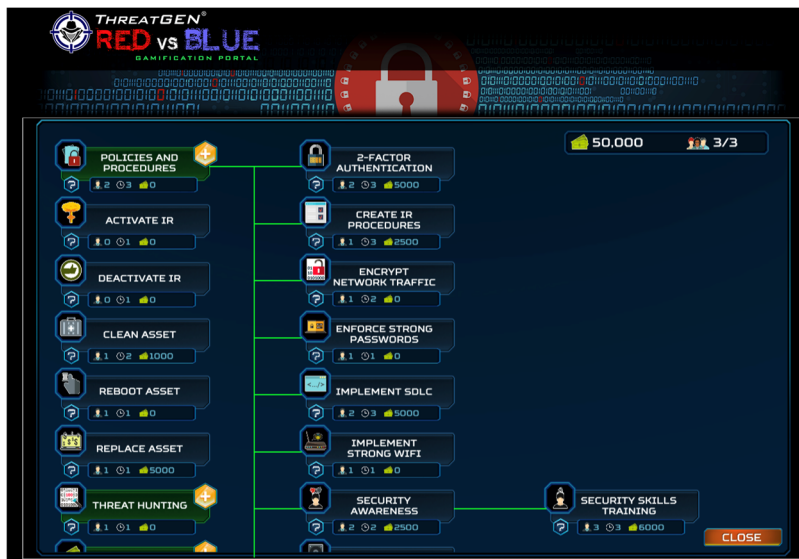 THREATGEN®
RED VS BLUE
GAMIFICATION PORTAL
50,000 3/3
POLICIES AND
PROCEDURES
2 3 0
ACTIVATE IR
0 1 0
DEACTIVATE IR
0 1 0
CLEAN ASSET
1 2 1000
REBOOT ASSET
1 1 0
REPLACE ASSET
1 1 5000
THREAT HUNTING
1 1 0
2-FACTOR
AUTHENTICATION
2 3 5000
CREATE IR
PROCEDURES
1 3 2500
ENCRYPT
NETWORK TRAFFIC
1 2 0
ENFORCE STRONG
PASSWORDS
1 1 0
IMPLEMENT SDLC
2 3 5000
IMPLEMENT
STRONG WIFI
1 1 0
SECURITY
AWARENESS
2 2 2500
SECURITY SKILLS
TRAINING
3 3 6000
CLOSE